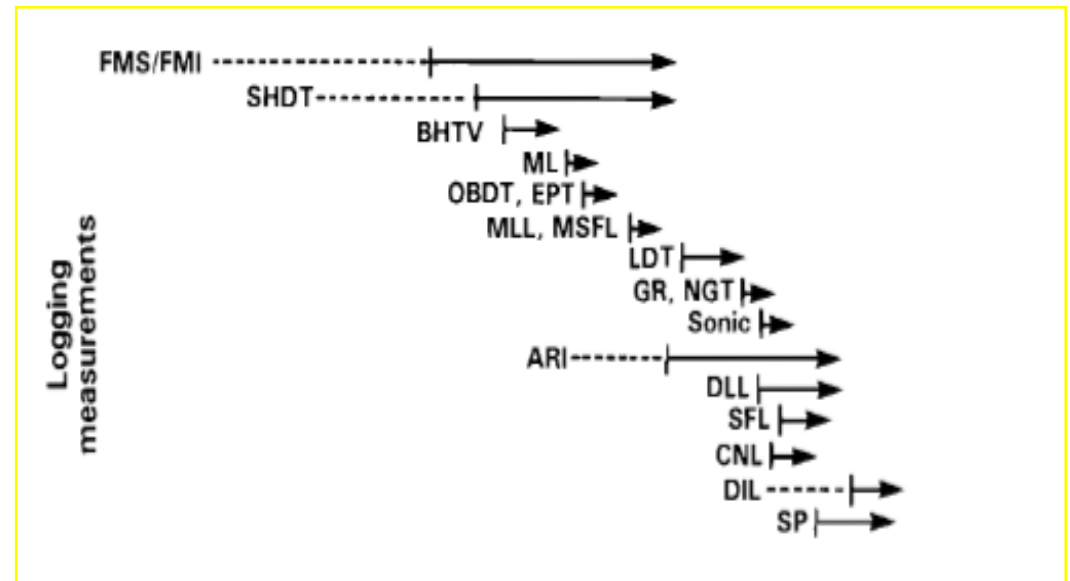 FMS/FMI
SHDT
BHTV
ML
OBDT, EPT
MLL, MSFL
LDT
GR, NGT
Sonic
ARI
DLL
SFL
CNL
DIL
SP
Logging
measurements